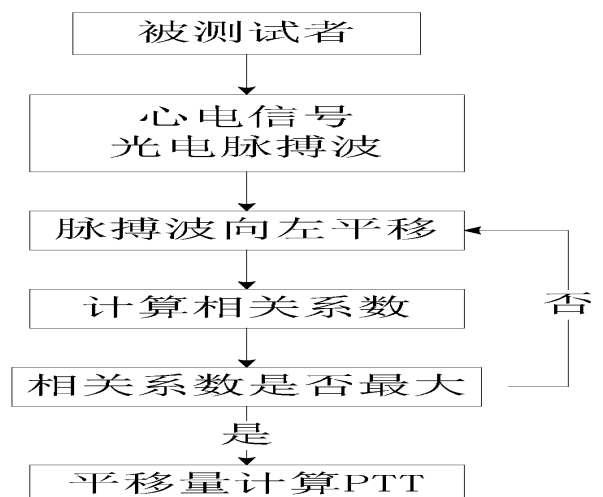 被测试者
心电信号
光电脉搏波
脉搏波向左平移
计算相关系数
否
相关系数是否最大
是
平移量计算PTT